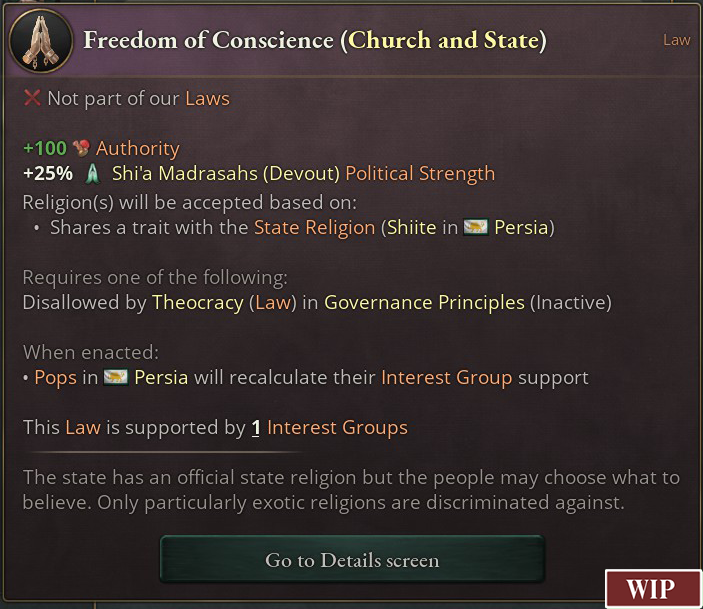 Freedom of Conscience (Church and State)
Law
Not part of our Laws
+100 Authority
+25% Shi'a Madrasahs (Devout) Political Strength
Religion(s) will be accepted based on:
• Shares a trait with the State Religion (Shiite in Persia)
Requires one of the following:
Disallowed by Theocracy (Law) in Governance Principles (Inactive)
When enacted:
• Pops in Persia will recalculate their Interest Group support
This Law is supported by 1 Interest Groups
The state has an official state religion but the people may choose what to
believe. Only particularly exotic religions are discriminated against.
Go to Details screen
WIP